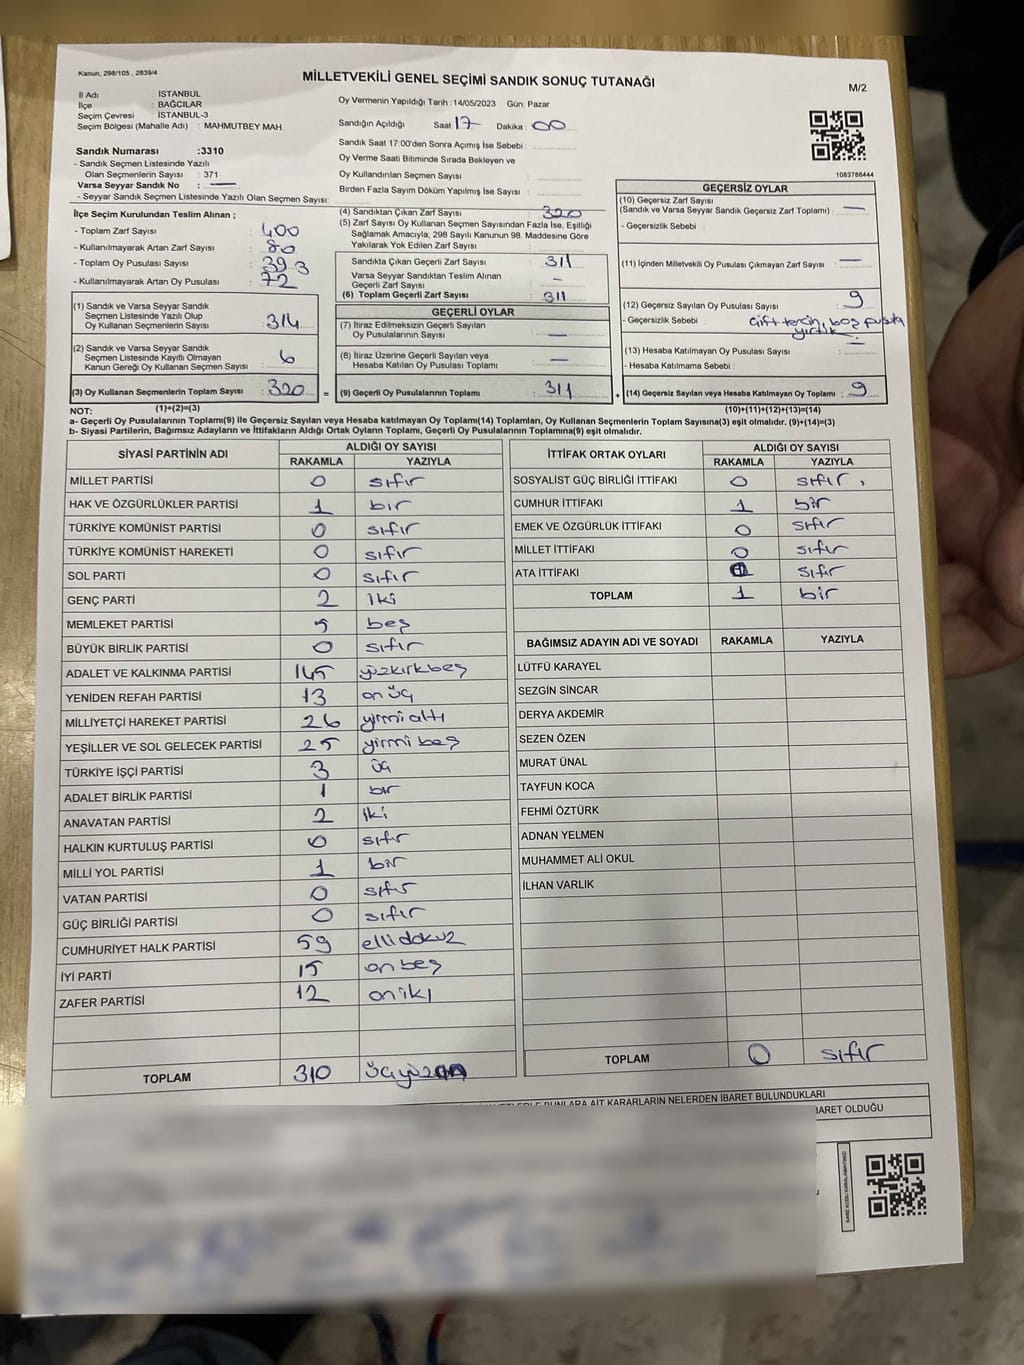 Kanun; 298/105 , 2839/4
MİLLETVEKİLİ GENEL SEÇİMİ SANDIK SONUÇ TUTANAĞI
M/2
İl Adı : İSTANBUL
İlçe : BAĞCILAR
Seçim Çevresi : İSTANBUL-3
Seçim Bölgesi (Mahalle Adı) : MAHMUTBEY MAH.
Oy Vermenin Yapıldığı Tarih : 14/05/2023 Gün: Pazar
Sandığın Açıldığı Saat 17 Dakika : 00
Sandık Saat 17:00'den Sonra Açımış İse Sebebi :
Oy Verme Saati Bitiminde Sırada Bekleyen ve
Oy Kullandırılan Seçmen Sayısı :
Birden Fazla Sayım Döküm Yapılmış İse Sayısı :
1083788444
Sandık Numarası :3310
- Sandık Seçmen Listesinde Yazılı
Olan Seçmenlerin Sayısı : 371
Varsa Seyyar Sandık No : —
- Seyyar Sandık Seçmen Listesinde Yazılı Olan Seçmen Sayısı:
İlçe Seçim Kurulundan Teslim Alınan ;
- Toplam Zarf Sayısı : 400
- Kullanılmayarak Artan Zarf Sayısı : 80
- Toplam Oy Pusulası Sayısı : 393
- Kullanılmayarak Artan Oy Pusulası : 72
(1) Sandık ve Varsa Seyyar Sandık
Seçmen Listesinde Yazılı Olup
Oy Kullanan Seçmenlerin Sayısı : 314
(2) Sandık ve Varsa Seyyar Sandık
Seçmen Listesinde Kayıtlı Olmayan
Kanun Gereği Oy Kullanan Seçmen Sayısı : 6
(3) Oy Kullanan Seçmenlerin Toplam Sayısı : 320
(4) Sandıktan Çıkan Zarf Sayısı : 320
(5) Zarf Sayısı Oy Kullanan Seçmen Sayısından Fazla İse, Eşitliği
Sağlamak Amacıyla; 298 Sayılı Kanunun 98. Maddesine Göre
Yakılarak Yok Edilen Zarf Sayısı :
Sandıkta Çıkan Geçerli Zarf Sayısı : 311
Varsa Seyyar Sandıktan Teslim Alınan
Geçerli Zarf Sayısı : —
(6) Toplam Geçerli Zarf Sayısı : 311
GEÇERLİ OYLAR
(7) İtiraz Edilmeksizin Geçerli Sayılan
Oy Pusulalarının Sayısı : —
(8) İtiraz Üzerine Geçerli Sayılan veya
Hesaba Katılan Oy Pusulası Toplamı : —
= (9) Geçerli Oy Pusulalarının Toplamı : 311
GEÇERSİZ OYLAR
(10) Geçersiz Zarf Sayısı
(Sandık ve Varsa Seyyar Sandık Geçersiz Zarf Toplamı) : —
- Geçersizlik Sebebi :
(11) İçinden Milletvekili Oy Pusulası Çıkmayan Zarf Sayısı : —
(12) Geçersiz Sayılan Oy Pusulası Sayısı : 9
- Geçersizlik Sebebi : Çift tercih, boş pusula
yırtık
(13) Hesaba Katılmayan Oy Pusulası Sayısı : —
- Hesaba Katılmama Sebebi :
+ (14) Geçersiz Sayılan veya Hesaba Katılmayan Oy Toplamı : 9
NOT: (1)+(2)=(3) (10)+(11)+(12)+(13)=(14)
a- Geçerli Oy Pusulalarının Toplamı(9) ile Geçersiz Sayılan veya Hesaba katılmayan Oy Toplamı(14) Toplamları, Oy Kullanan Seçmenlerin Toplam Sayısına(3) eşit olmalıdır. (9)+(14)=(3)
b- Siyasi Partilerin, Bağımsız Adayların ve İttifakların Aldığı Ortak Oyların Toplamı, Geçerli Oy Pusulalarının Toplamına(9) eşit olmalıdır.
SİYASİ PARTİNİN ADI ALDIĞI OY SAYISI
RAKAMLA YAZIYLA
MİLLET PARTİSİ 0 sıfır
HAK VE ÖZGÜRLÜKLER PARTİSİ 1 bir
TÜRKİYE KOMÜNİST PARTİSİ 0 sıfır
TÜRKİYE KOMÜNİST HAREKETİ 0 sıfır
SOL PARTİ 0 sıfır
GENÇ PARTİ 2 iki
MEMLEKET PARTİSİ 5 beş
BÜYÜK BİRLİK PARTİSİ 0 sıfır
ADALET VE KALKINMA PARTİSİ 145 yüzkırkbeş
YENİDEN REFAH PARTİSİ 13 on üç
MİLLİYETÇİ HAREKET PARTİSİ 26 yirmi altı
YEŞİLLER VE SOL GELECEK PARTİSİ 25 yirmi beş
TÜRKİYE İŞÇİ PARTİSİ 3 üç
ADALET BİRLİK PARTİSİ 1 bir
ANAVATAN PARTİSİ 2 iki
HALKIN KURTULUŞ PARTİSİ 0 sıfır
MİLLİ YOL PARTİSİ 1 bir
VATAN PARTİSİ 0 sıfır
GÜÇ BİRLİĞİ PARTİSİ 0 sıfır
CUMHURİYET HALK PARTİSİ 59 ellidokuz
İYİ PARTİ 15 onbeş
ZAFER PARTİSİ 12 oniki
TOPLAM 310 üçyüzon
İTTİFAK ORTAK OYLARI ALDIĞI OY SAYISI
RAKAMLA YAZIYLA
SOSYALİST GÜÇ BİRLİĞİ İTTİFAKI 0 sıfır
CUMHUR İTTİFAKI 1 bir
EMEK VE ÖZGÜRLÜK İTTİFAKI 0 sıfır
MİLLET İTTİFAKI 0 sıfır
ATA İTTİFAKI sıfır
TOPLAM 1 bir
BAĞIMSIZ ADAYIN ADI VE SOYADI RAKAMLA YAZIYLA
LÜTFÜ KARAYEL
SEZGİN SİNCAR
DERYA AKDEMİR
SEZEN ÖZEN
MURAT ÜNAL
TAYFUN KOCA
FEHMİ ÖZTÜRK
ADNAN YELMEN
MUHAMMET ALİ OKUL
İLHAN VARLIK
TOPLAM 0 sıfır
BUNLARA AİT KARARLARIN NELERDEN İBARET BULUNDUKLARI
İBARET OLDUĞU